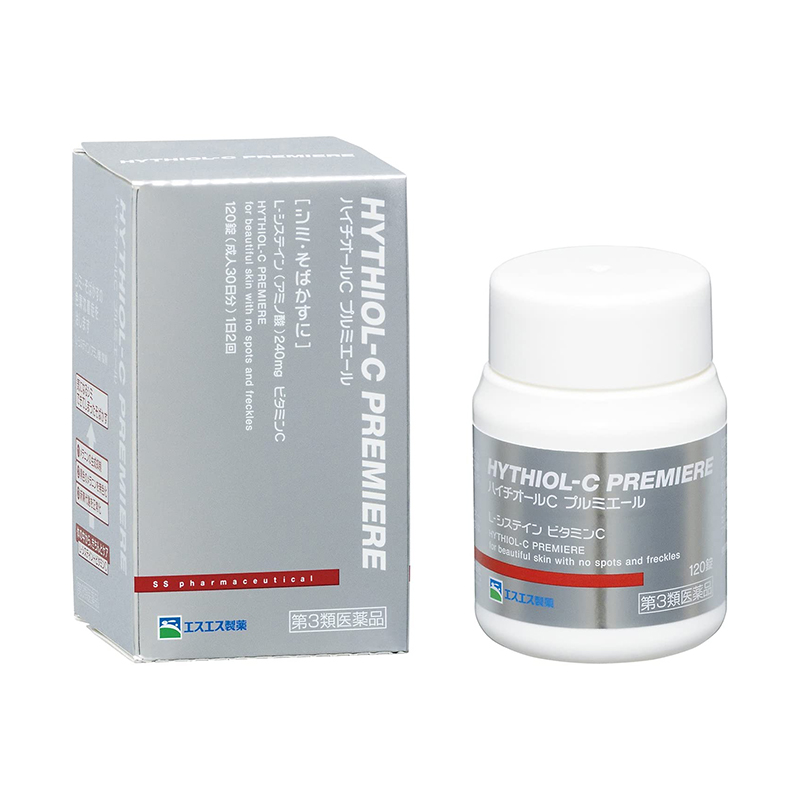 HYTHIOL-C PREMIERE
HYTHIOL-C PREMIERE
ハイチオールC プルミエール
[シミ・そばかすに]
L-システイン(アミノ酸)240mg ビタミンC
HYTHIOL-C PREMIERE
for beautiful skin with no spots and freckles
120錠(成人30日分)1日2回
SS pharmaceutical
エスエス製薬
第3類医薬品
HYTHIOL-C PREMIERE
HYTHIOL-C PREMIERE
ハイチオールC プルミエール
L-システイン ビタミンC
HYTHIOL-C PREMIERE
for beautiful skin with no spots and freckles
120錠
エスエス製薬
第3類医薬品